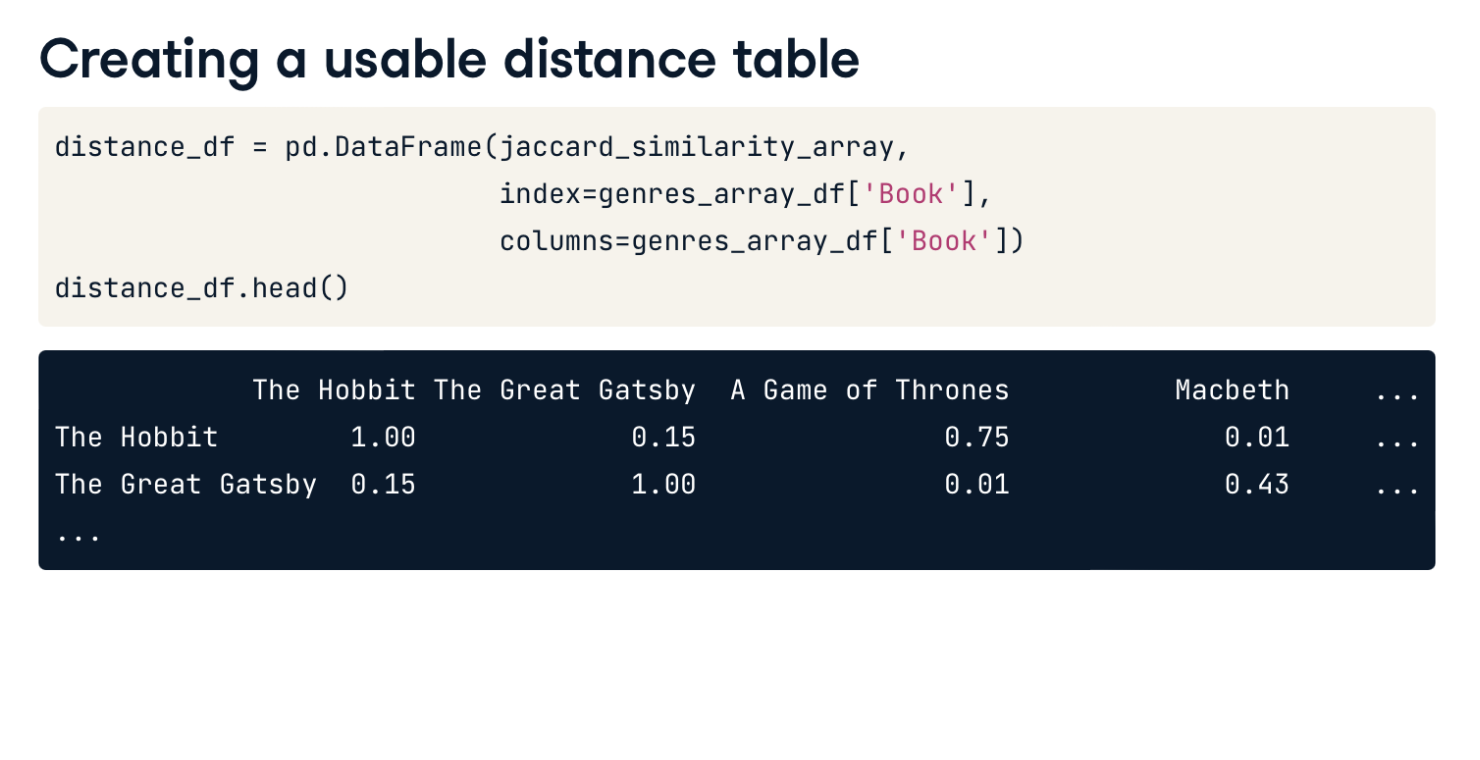 Creating a usable distance table
distance_df = pd.DataFrame(jaccard_similarity_array,
index=genres_array_df['Book'],
columns=genres_array_df['Book'])
distance_df.head()
The Hobbit The Great Gatsby A Game of Thrones Macbeth ...
The Hobbit 1.00 0.15 0.75 0.01 ...
The Great Gatsby 0.15 1.00 0.01 0.43 ...
...